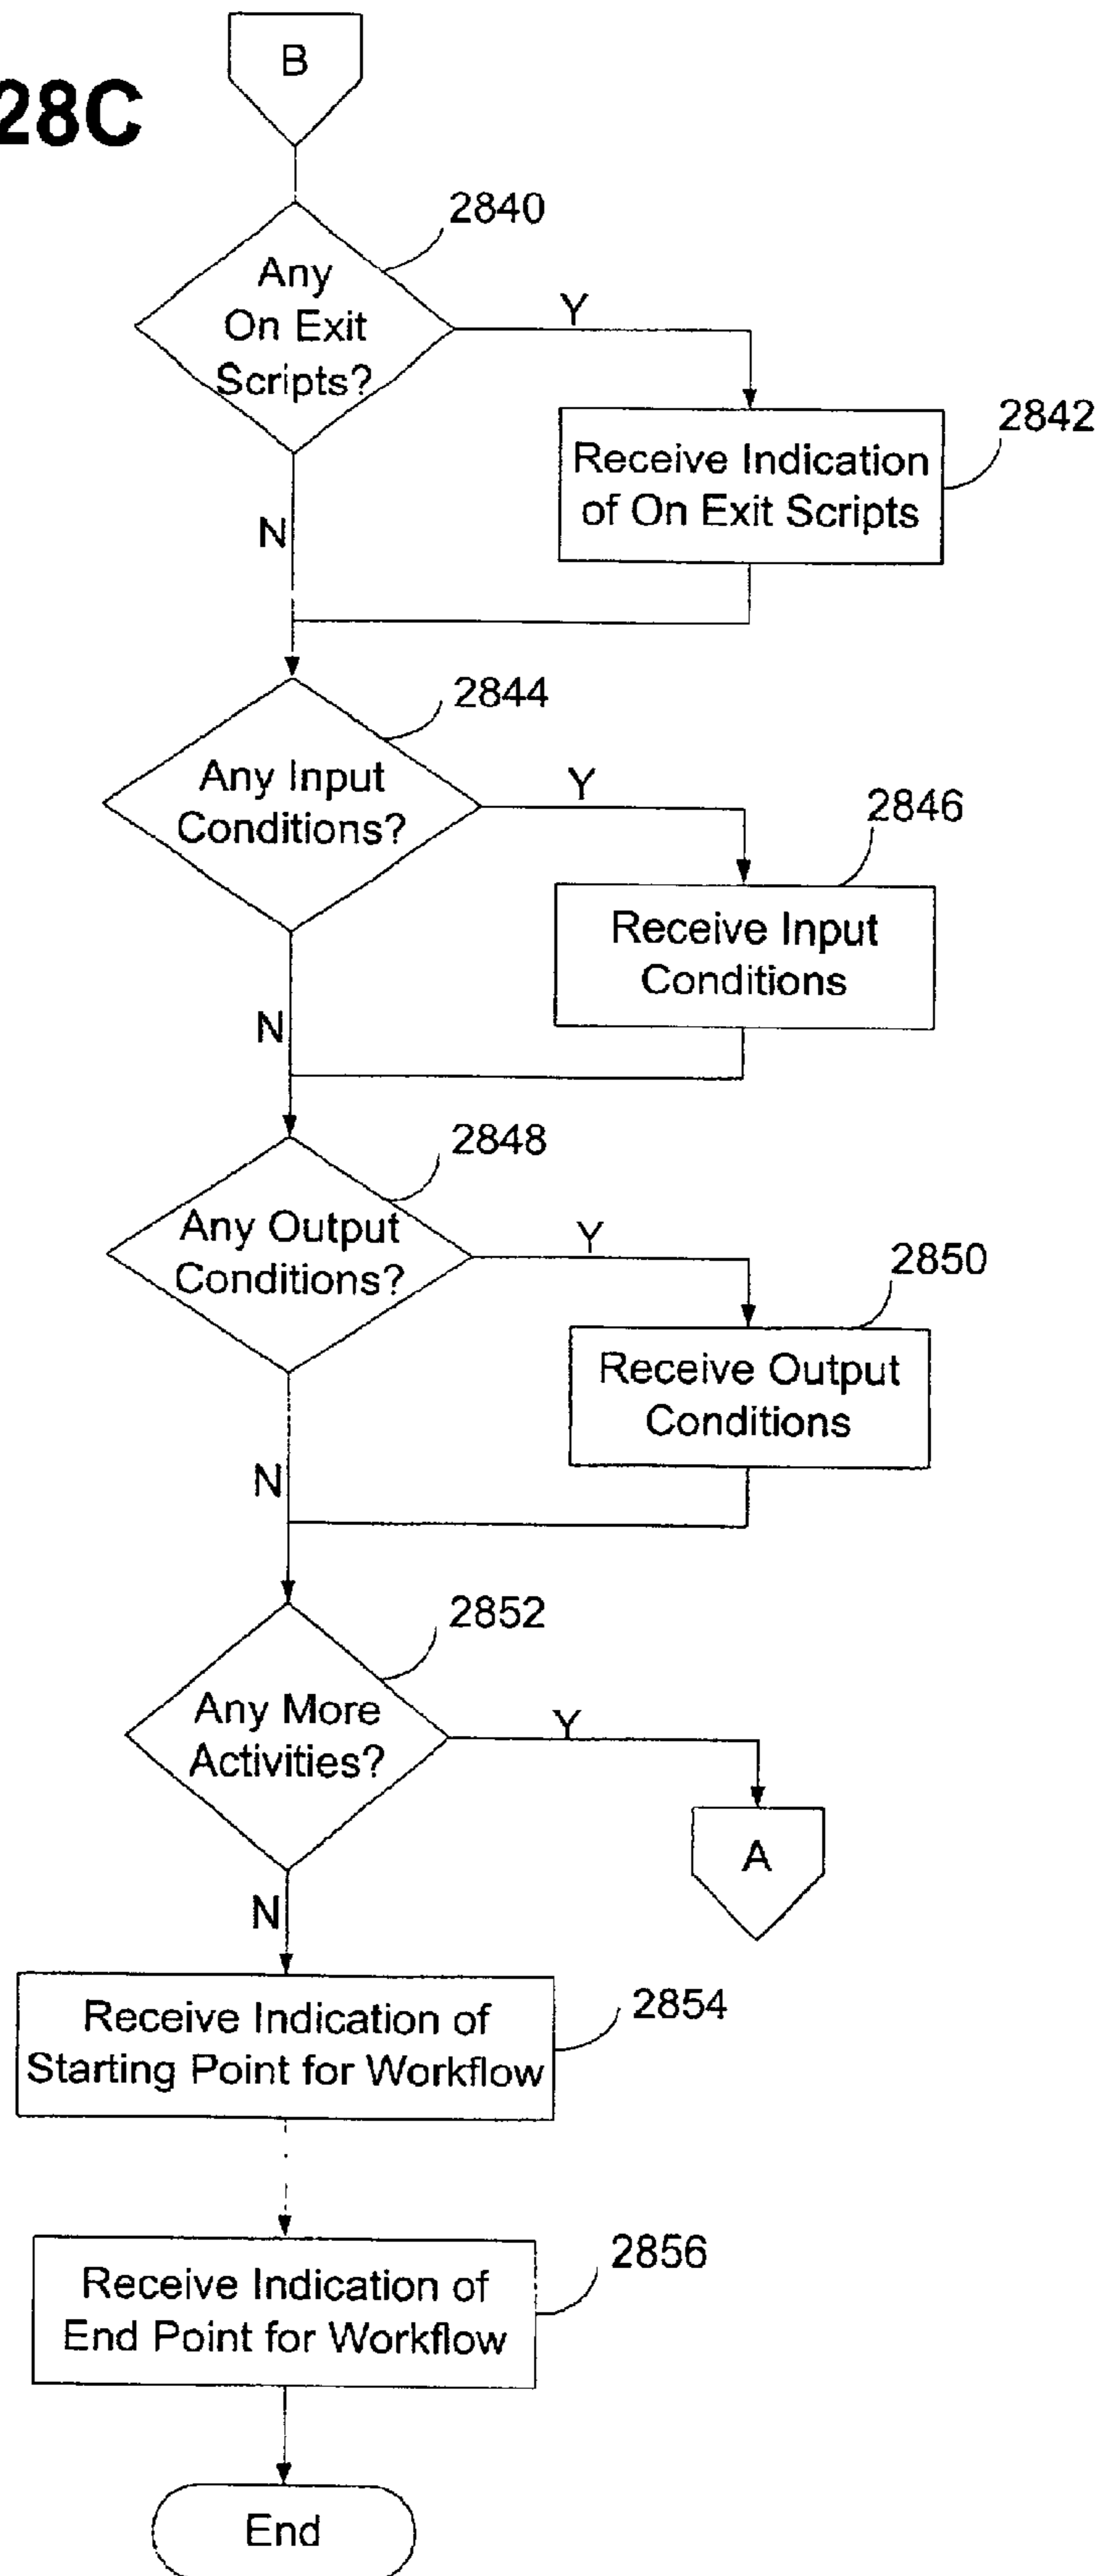 28C
B
2840
Any
On Exit
Scripts?
Y
2842
Receive Indication
of On Exit Scripts
N
2844
Any Input
Conditions?
Y
2846
Receive Input
Conditions
N
2848
Any Output
Conditions?
Y
2850
Receive Output
Conditions
N
2852
Any More
Activities?
Y
A
N
2854
Receive Indication of
Starting Point for Workflow
2856
Receive Indication of
End Point for Workflow
End